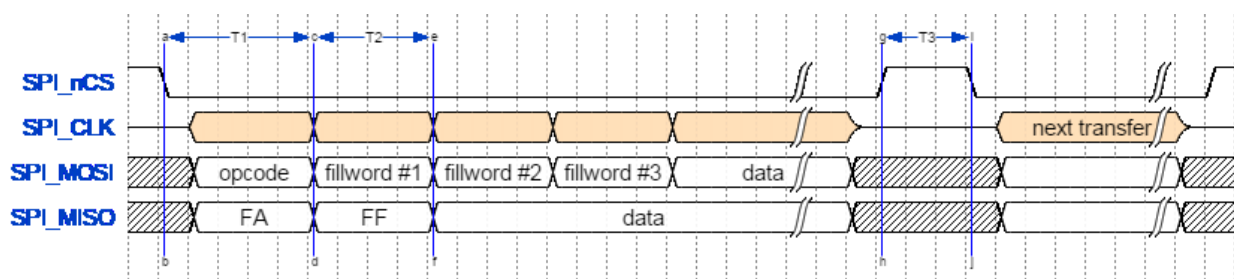 a T1 c T2 e g T3 i
SPI_nCS
SPI_CLK next transfer
SPI_MOSI opcode fillword #1 fillword #2 fillword #3 data
SPI_MISO FA FF data
b d f h j